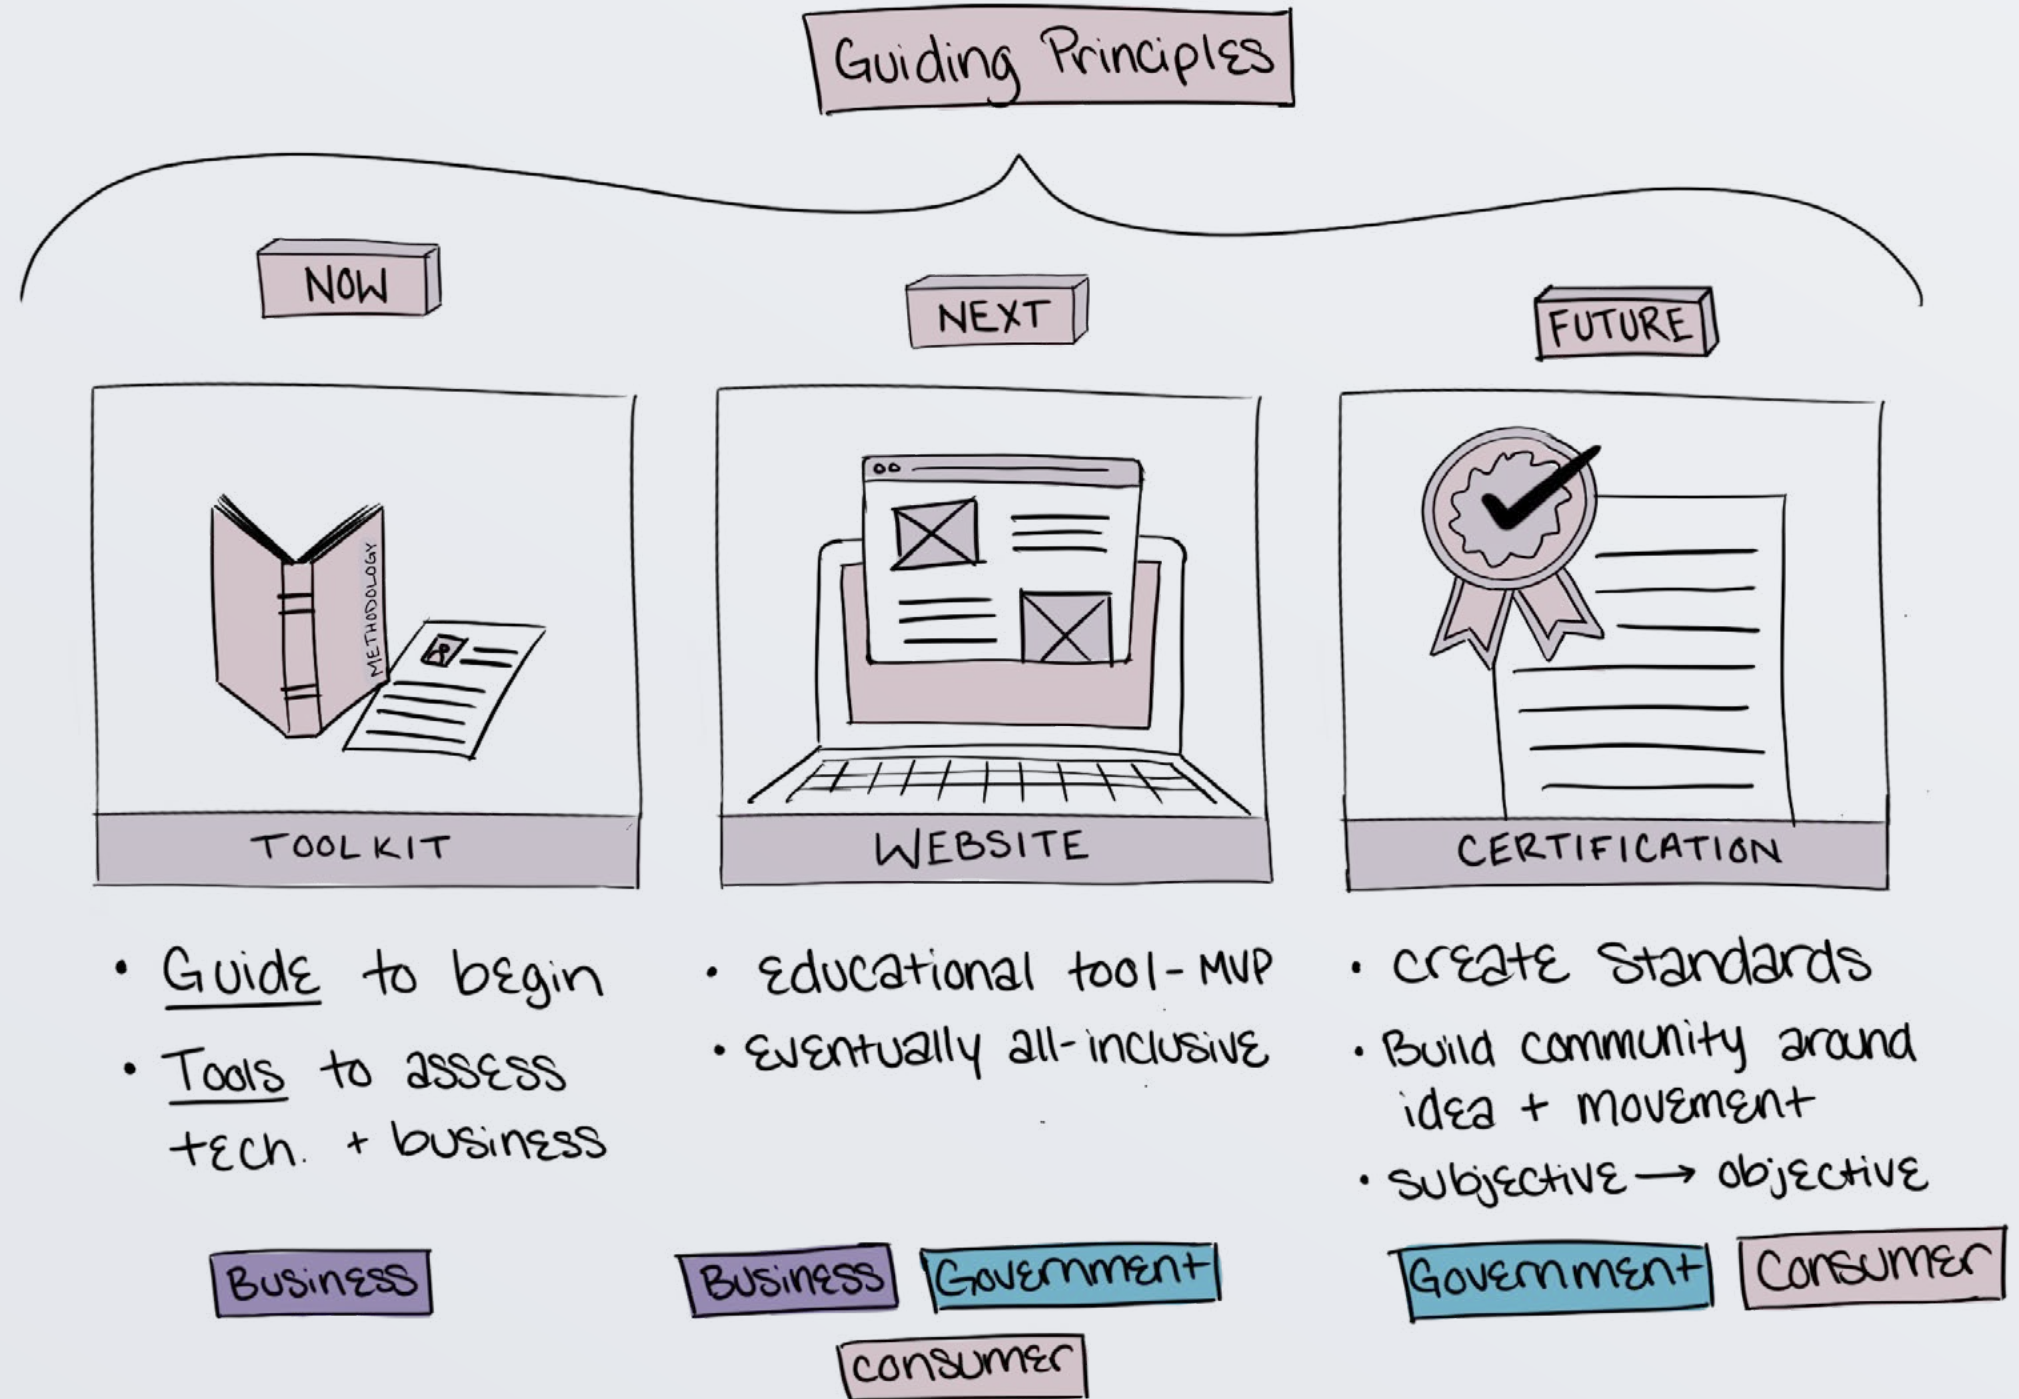 Guiding Principles
NOW
METHODOLOGY
TOOLKIT
• Guide to begin
• Tools to assess
tech. + business
Business
NEXT
WEBSITE
• Educational tool - MVP
• Eventually all-inclusive
Business Government
Consumer
FUTURE
CERTIFICATION
• Create Standards
• Build community around
idea + movement
• Subjective → objective
Government Consumer